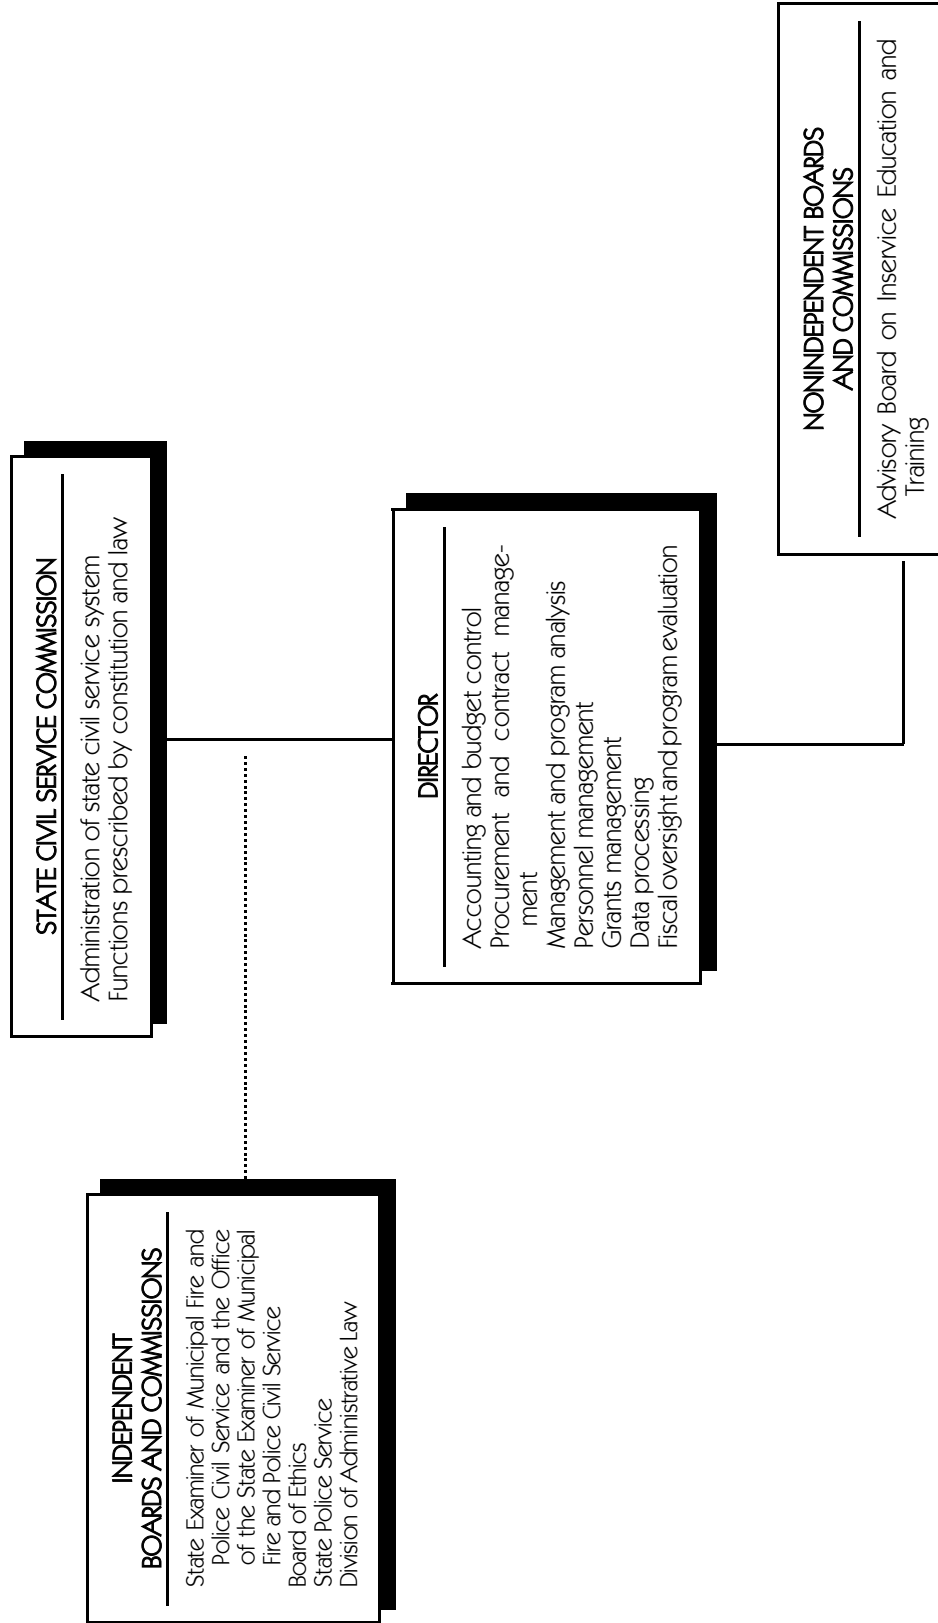 STATE CIVIL SERVICE COMMISSION
Administration of state civil service system
Functions prescribed by constitution and law
INDEPENDENT
BOARDS AND COMMISSIONS
State Examiner of Municipal Fire and
Police Civil Service and the Office
of the State Examiner of Municipal
Fire and Police Civil Service
Board of Ethics
State Police Service
Division of Administrative Law
DIRECTOR
Accounting and budget control
Procurement and contract manage-
ment
Management and program analysis
Personnel management
Grants management
Data processing
Fiscal oversight and program evaluation
NONINDEPENDENT BOARDS
AND COMMISSIONS
Advisory Board on Inservice Education and
Training